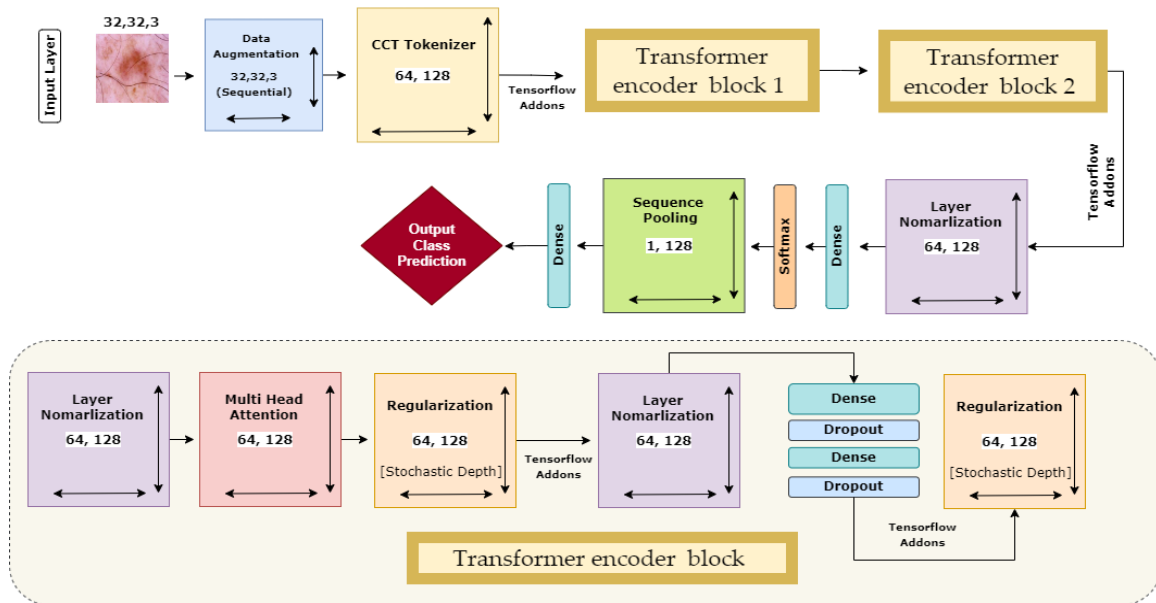 Input Layer
32,32,3
Data
Augmentation
32,32,3
(Sequential)
CCT Tokenizer
64, 128
Tensorflow
Addons
Transformer
encoder block 1
Transformer
encoder block 2
Tensorflow
Addons
Layer
Nomarlization
64, 128
Dense
Softmax
Sequence
Pooling
1, 128
Dense
Output
Class
Prediction
Layer
Nomarlization
64, 128
Multi Head
Attention
64, 128
Regularization
64, 128
[Stochastic Depth]
Tensorflow
Addons
Layer
Nomarlization
64, 128
Dense
Dropout
Dense
Dropout
Tensorflow
Addons
Regularization
64, 128
[Stochastic Depth]
Transformer encoder block